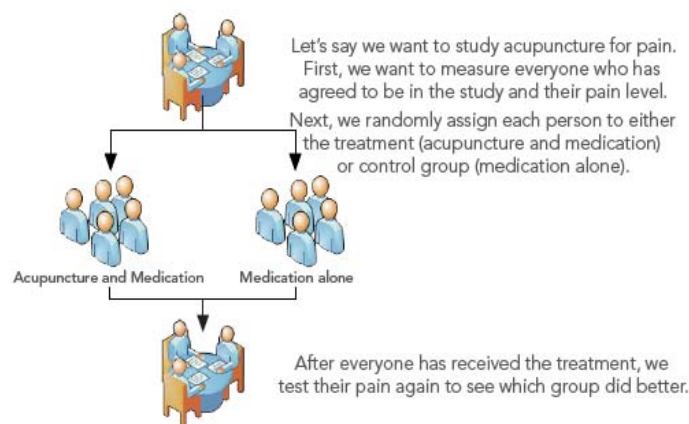 Let's say we want to study acupuncture for pain.
First, we want to measure everyone who has
agreed to be in the study and their pain level.
Next, we randomly assign each person to either
the treatment (acupuncture and medication)
or control group (medication alone).
Acupuncture and Medication
Medication alone
After everyone has received the treatment, we
test their pain again to see which group did better.